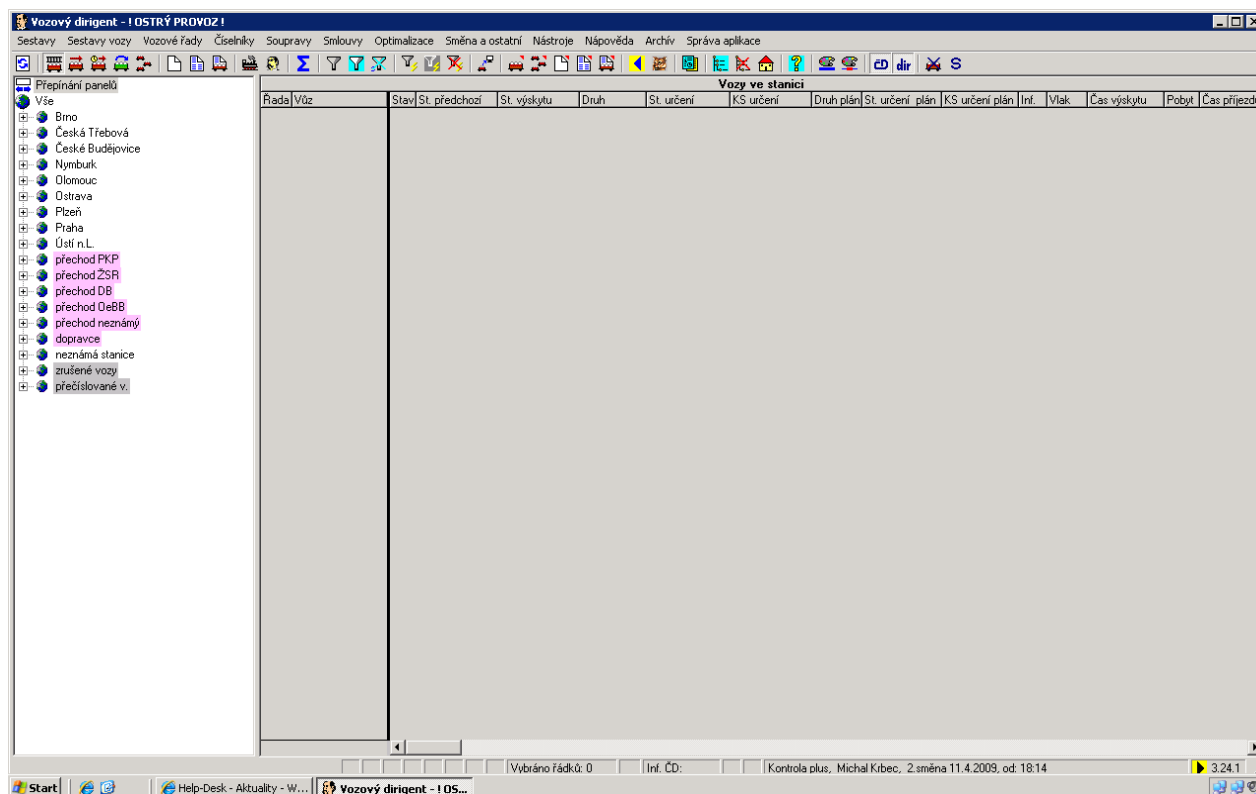 Vozový dirigent - ! OSTRÝ PROVOZ !
Sestavy Sestavy vozy Vozové řady Číselníky Soupravy Smlouvy Optimalizace Směna a ostatní Nástroje Nápověda Archív Správa aplikace
ČD dir S
Přepínání panelů
Vše
Brno
Česká Třebová
České Budějovice
Nymburk
Olomouc
Ostrava
Plzeň
Praha
Ústí n.L.
přechod PKP
přechod ŽSR
přechod DB
přechod OeBB
přechod neznámý
dopravce
neznámá stanice
zrušené vozy
přečíslované v.
Vozy ve stanici
Řada Vůz Stav St. předchozí St. výskytu Druh St. určení KS určení Druh plán St. určení plán KS určení plán Inf. Vlak Čas výskytu Pobyt Čas příjezdu
Vybráno řádků: 0 Inf. ČD: Kontrola plus, Michal Krbec, 2.směna 11.4.2009, od: 18:14 3.24.1
Start Help-Desk - Aktuality - W... Vozový dirigent - ! OS...